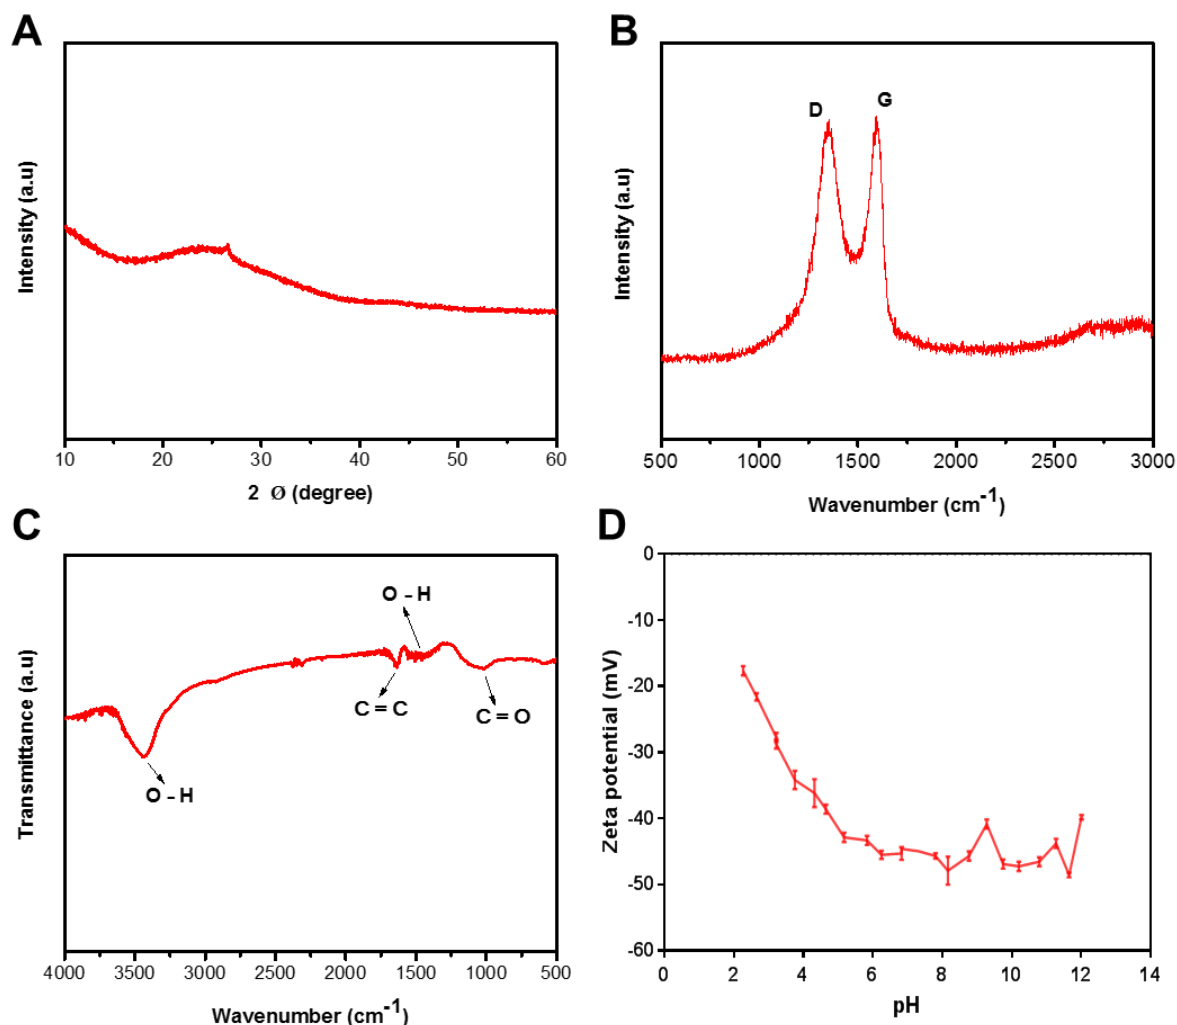 A
Intensity (a.u)
10 20 30 40 50 60
2 Ø (degree)
B
D G
Intensity (a.u)
500 1000 1500 2000 2500 3000
Wavenumber (cm-1)
C
O - H
C = C
C = O
O - H
Transmittance (a.u)
4000 3500 3000 2500 2000 1500 1000 500
Wavenumber (cm-1)
D
0
-10
-20
-30
-40
-50
-60
Zeta potential (mV)
0 2 4 6 8 10 12 14
pH